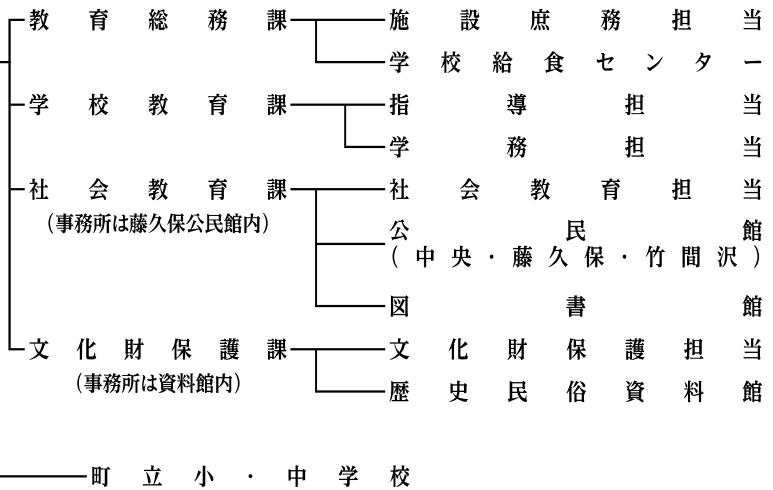 教育総務課
施設庶務担当
学校給食センター
学校教育課
指導担当
学務担当
社会教育課
（事務所は藤久保公民館内）
社会教育担当
公民館
（中央・藤久保・竹間沢）
図書館
文化財保護課
（事務所は資料館内）
文化財保護担当
歴史民俗資料館
町立小・中学校